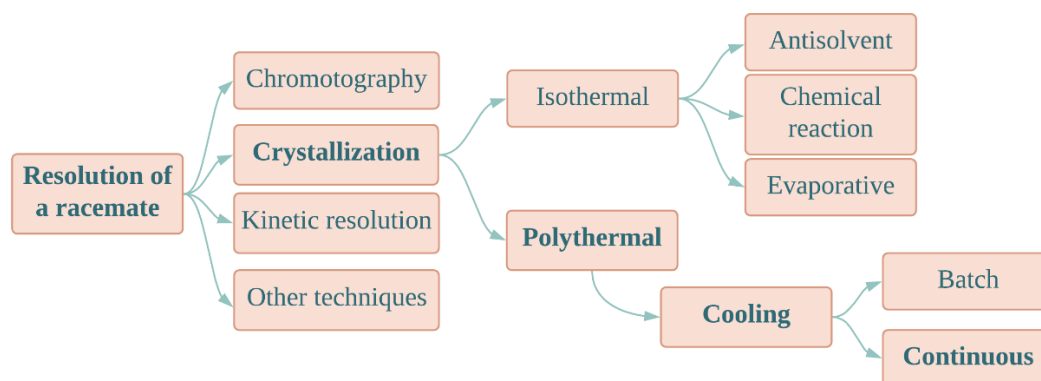 Resolution of
a racemate
Chromotography
Crystallization
Kinetic resolution
Other techniques
Isothermal
Polythermal
Antisolvent
Chemical
reaction
Evaporative
Cooling
Batch
Continuous